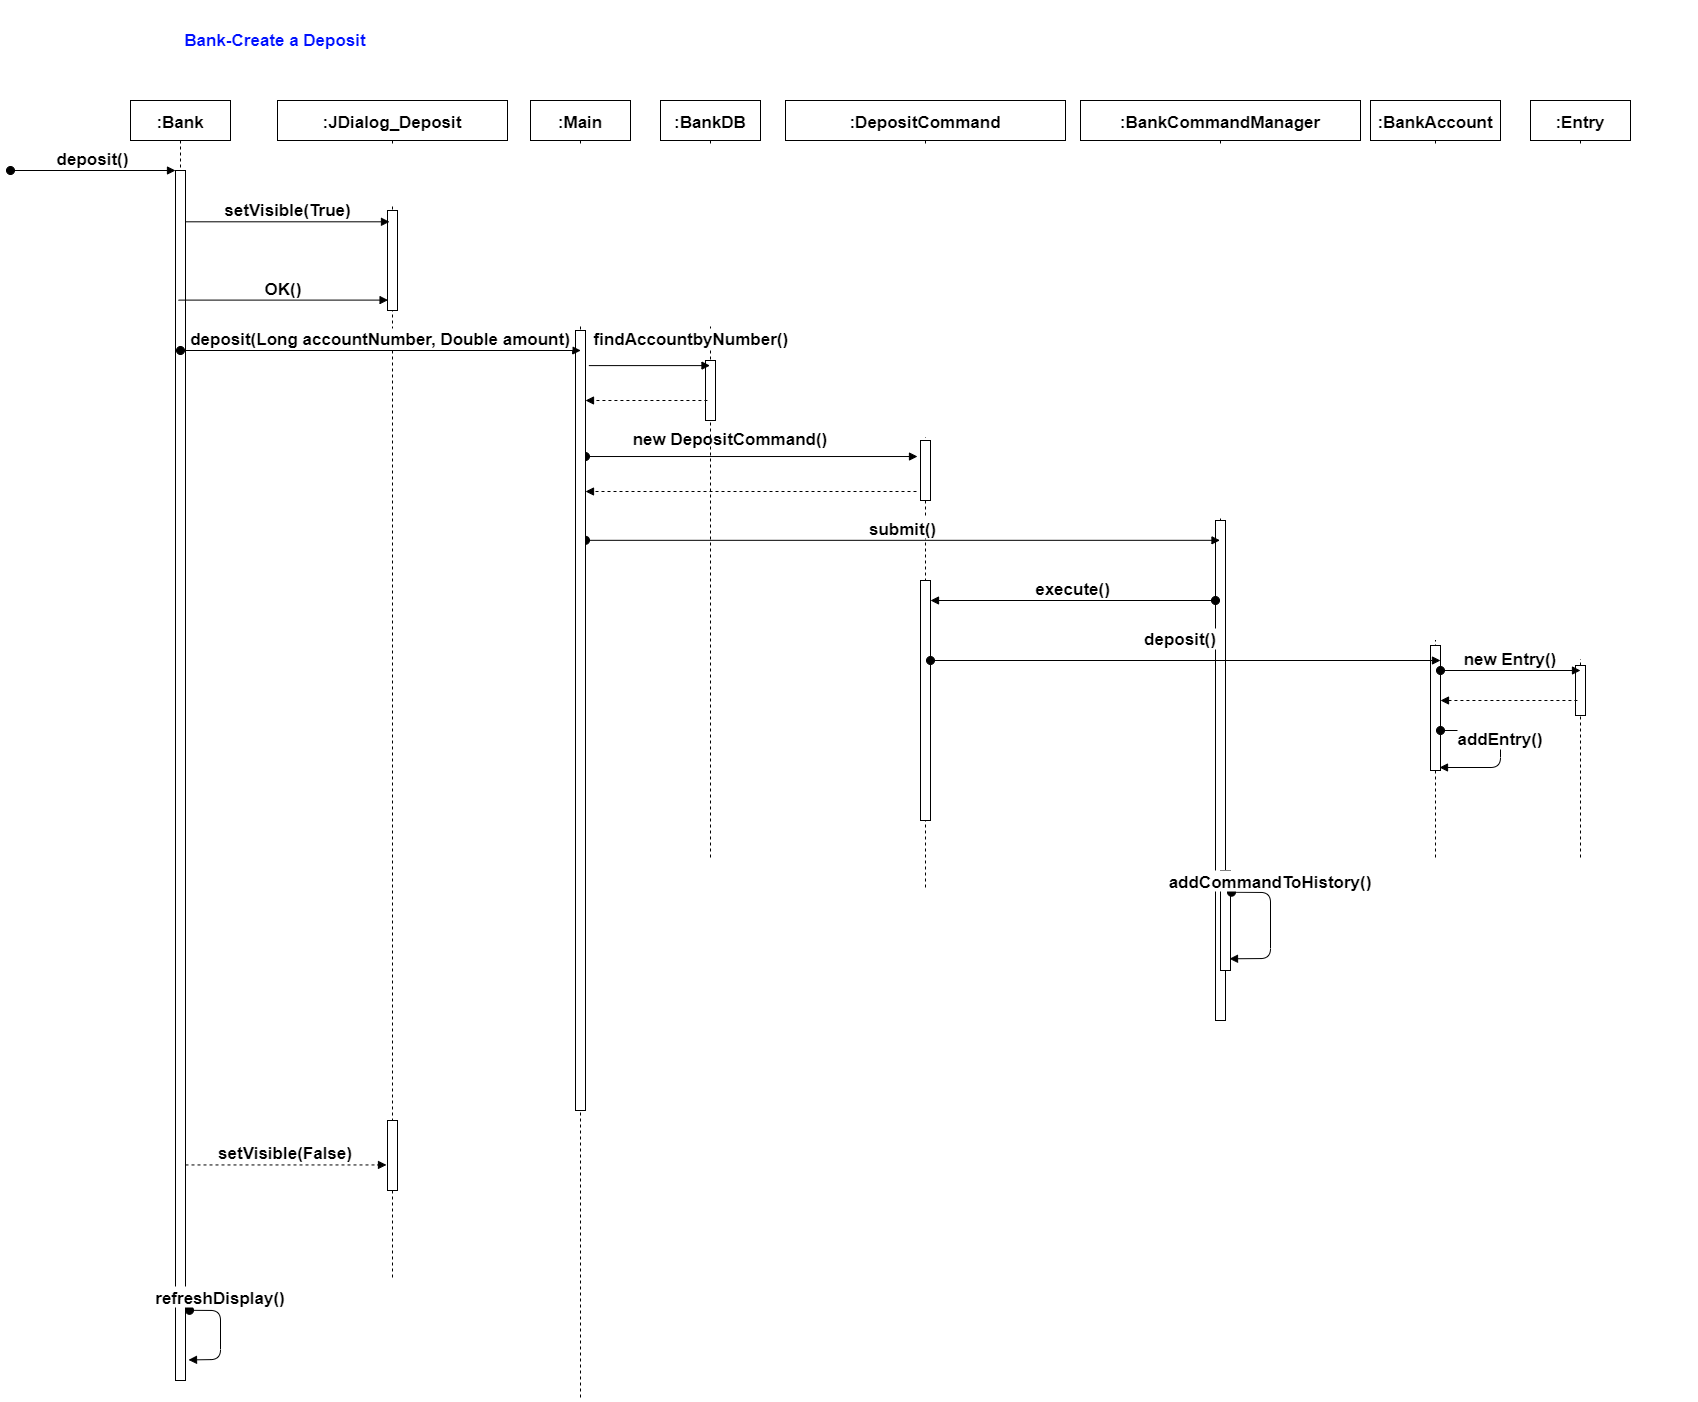 Bank-Create a Deposit
:Bank
:JDialog_Deposit
:Main
:BankDB
:DepositCommand
:BankCommandManager
:BankAccount
:Entry
deposit()
setVisible(True)
OK()
deposit(Long accountNumber, Double amount)
findAccountbyNumber()
new DepositCommand()
submit()
execute()
deposit()
new Entry()
addEntry()
addCommandToHistory()
setVisible(False)
refreshDisplay()